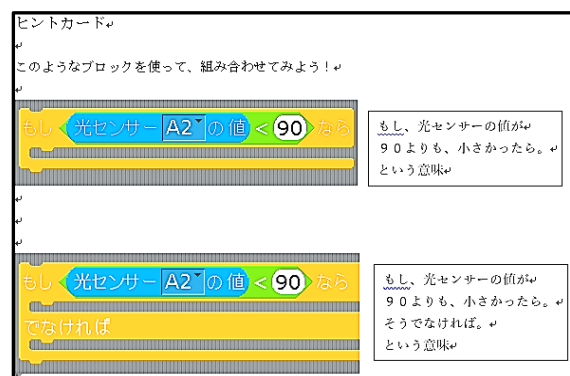 ヒントカード
このようなブロックを使って、組み合わせてみよう！
もし 光センサー A2 の値 < 90 なら
もし、光センサーの値が
90よりも、小さかったら。
という意味
もし 光センサー A2 の値 < 90 なら
でなければ
もし、光センサーの値が
90よりも、小さかったら。
そうでなければ。
という意味